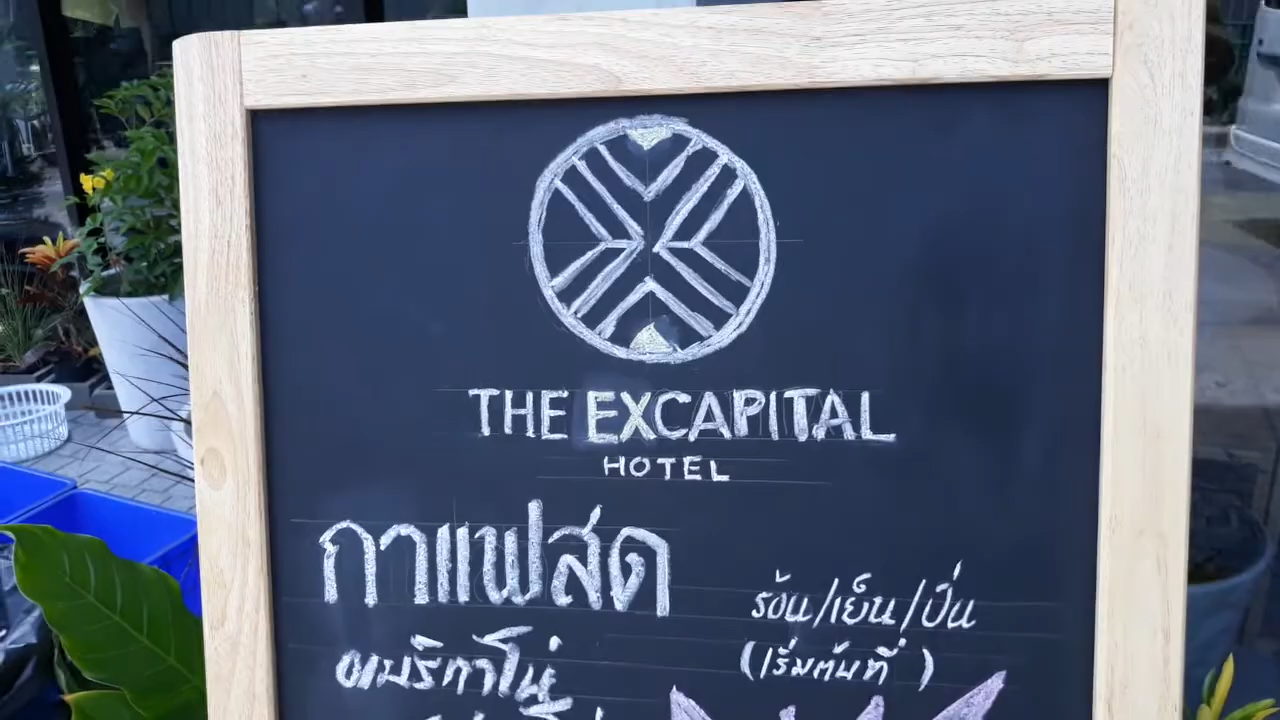 THE EXCAPITAL
HOTEL
กาแฟสด
ร้อน/เย็น/ปั่น
อเมริกาโน่ (เริ่มต้นที่ )